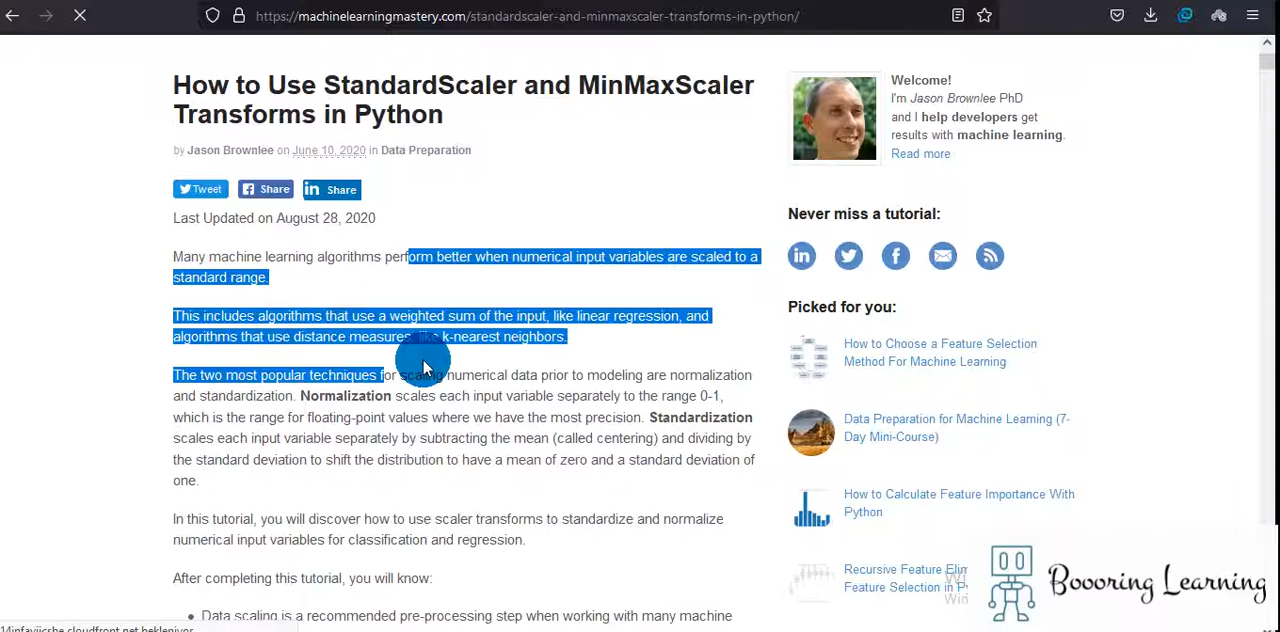 https://machinelearningmastery.com/standardscaler-and-minmaxscaler-transforms-in-python/
How to Use StandardScaler and MinMaxScaler
Transforms in Python
by Jason Brownlee on June 10, 2020 in Data Preparation
Tweet Share Share
Last Updated on August 28, 2020
Many machine learning algorithms perform better when numerical input variables are scaled to a
standard range.
This includes algorithms that use a weighted sum of the input, like linear regression, and
algorithms that use distance measures, like k-nearest neighbors.
The two most popular techniques for scaling numerical data prior to modeling are normalization
and standardization. Normalization scales each input variable separately to the range 0-1,
which is the range for floating-point values where we have the most precision. Standardization
scales each input variable separately by subtracting the mean (called centering) and dividing by
the standard deviation to shift the distribution to have a mean of zero and a standard deviation of
one.
In this tutorial, you will discover how to use scaler transforms to standardize and normalize
numerical input variables for classification and regression.
After completing this tutorial, you will know:
• Data scaling is a recommended pre-processing step when working with many machine
Welcome!
I'm Jason Brownlee PhD
and I help developers get
results with machine learning.
Read more
Never miss a tutorial:
Picked for you:
How to Choose a Feature Selection
Method For Machine Learning
Data Preparation for Machine Learning (7-
Day Mini-Course)
How to Calculate Feature Importance With
Python
Recursive Feature Elim
Feature Selection in P
Boooring Learning